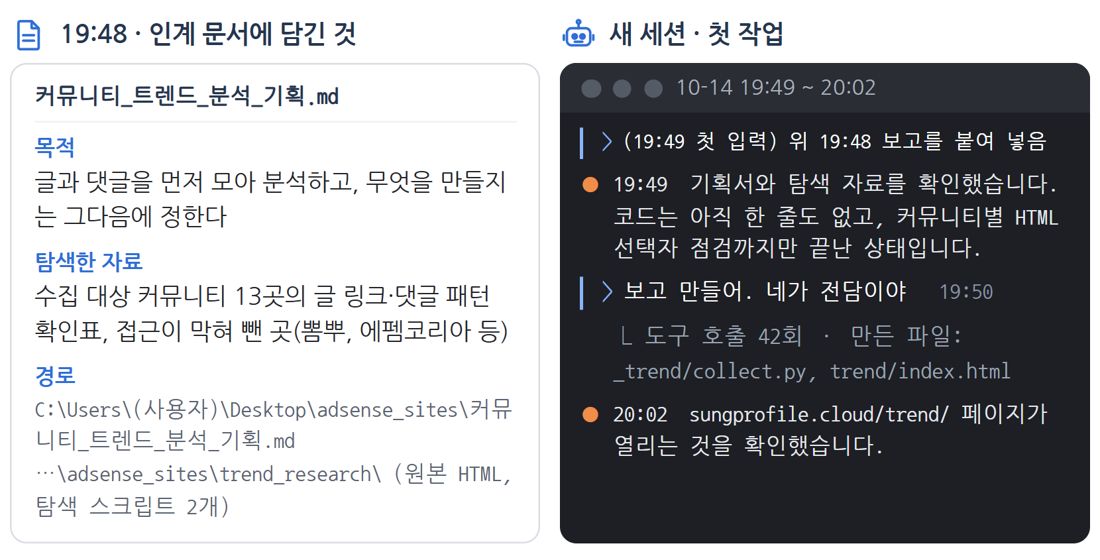 19:48 · 인계 문서에 담긴 것
커뮤니티_트렌드_분석_기획.md
목적
글과 댓글을 먼저 모아 분석하고, 무엇을 만들지
는 그다음에 정한다
탐색한 자료
수집 대상 커뮤니티 13곳의 글 링크·댓글 패턴
확인표, 접근이 막혀 뺀 곳(뽐뿌, 에펨코리아 등)
경로
C:\Users\(사용자)\Desktop\adsense_sites\커뮤
니티_트렌드_분석_기획.md
…\adsense_sites\trend_research\ (원본 HTML,
탐색 스크립트 2개)
새 세션 · 첫 작업
10-14 19:49 ~ 20:02
> (19:49 첫 입력) 위 19:48 보고를 붙여 넣음
19:49 기획서와 탐색 자료를 확인했습니다.
코드는 아직 한 줄도 없고, 커뮤니티별 HTML
선택자 점검까지만 끝난 상태입니다.
> 보고 만들어. 네가 전담이야 19:50
└ 도구 호출 42회 · 만든 파일:
_trend/collect.py, trend/index.html
20:02 sungprofile.cloud/trend/ 페이지가
열리는 것을 확인했습니다.